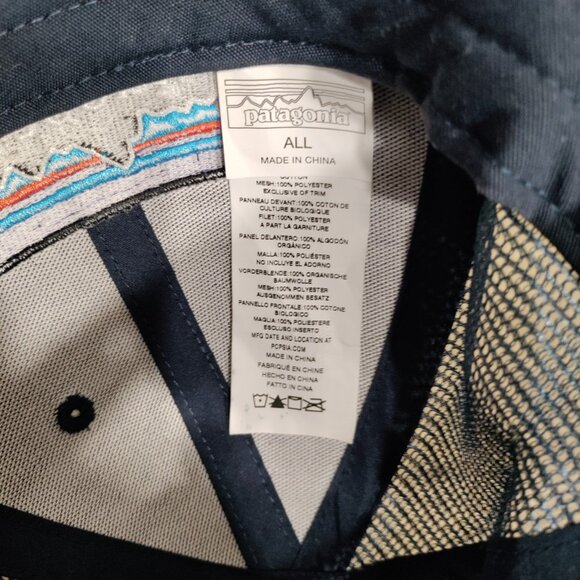 patagonia
ALL
MADE IN CHINA
COTTON
MESH:100% POLYESTER
EXCLUSIVE OF TRIM
PANNEAU DEVANT:100% COTON DE
CULTURE BIOLOGIQUE
FILET:100% POLYESTER
A PART LA GARNITURE
PANEL DELANTERO:100% ALGODÓN
ORGÁNICO
MALLA:100% POLIÉSTER
NO INCLUYE EL ADORNO
VORDERBLENDE:100% ORGANISCHE
BAUMWOLLE
MESH:100% POLYESTER
AUSGENOMMEN BESATZ
PANNELLO FRONTALE:100% COTONE
BIOLOGICO
MAGLIA:100% POLIESTERE
ESCLUSO INSERTO
MFG DATE AND LOCATION AT
PCPSIA.COM
MADE IN CHINA
FABRIQUÉ EN CHINE
HECHO EN CHINA
FATTO IN CINA